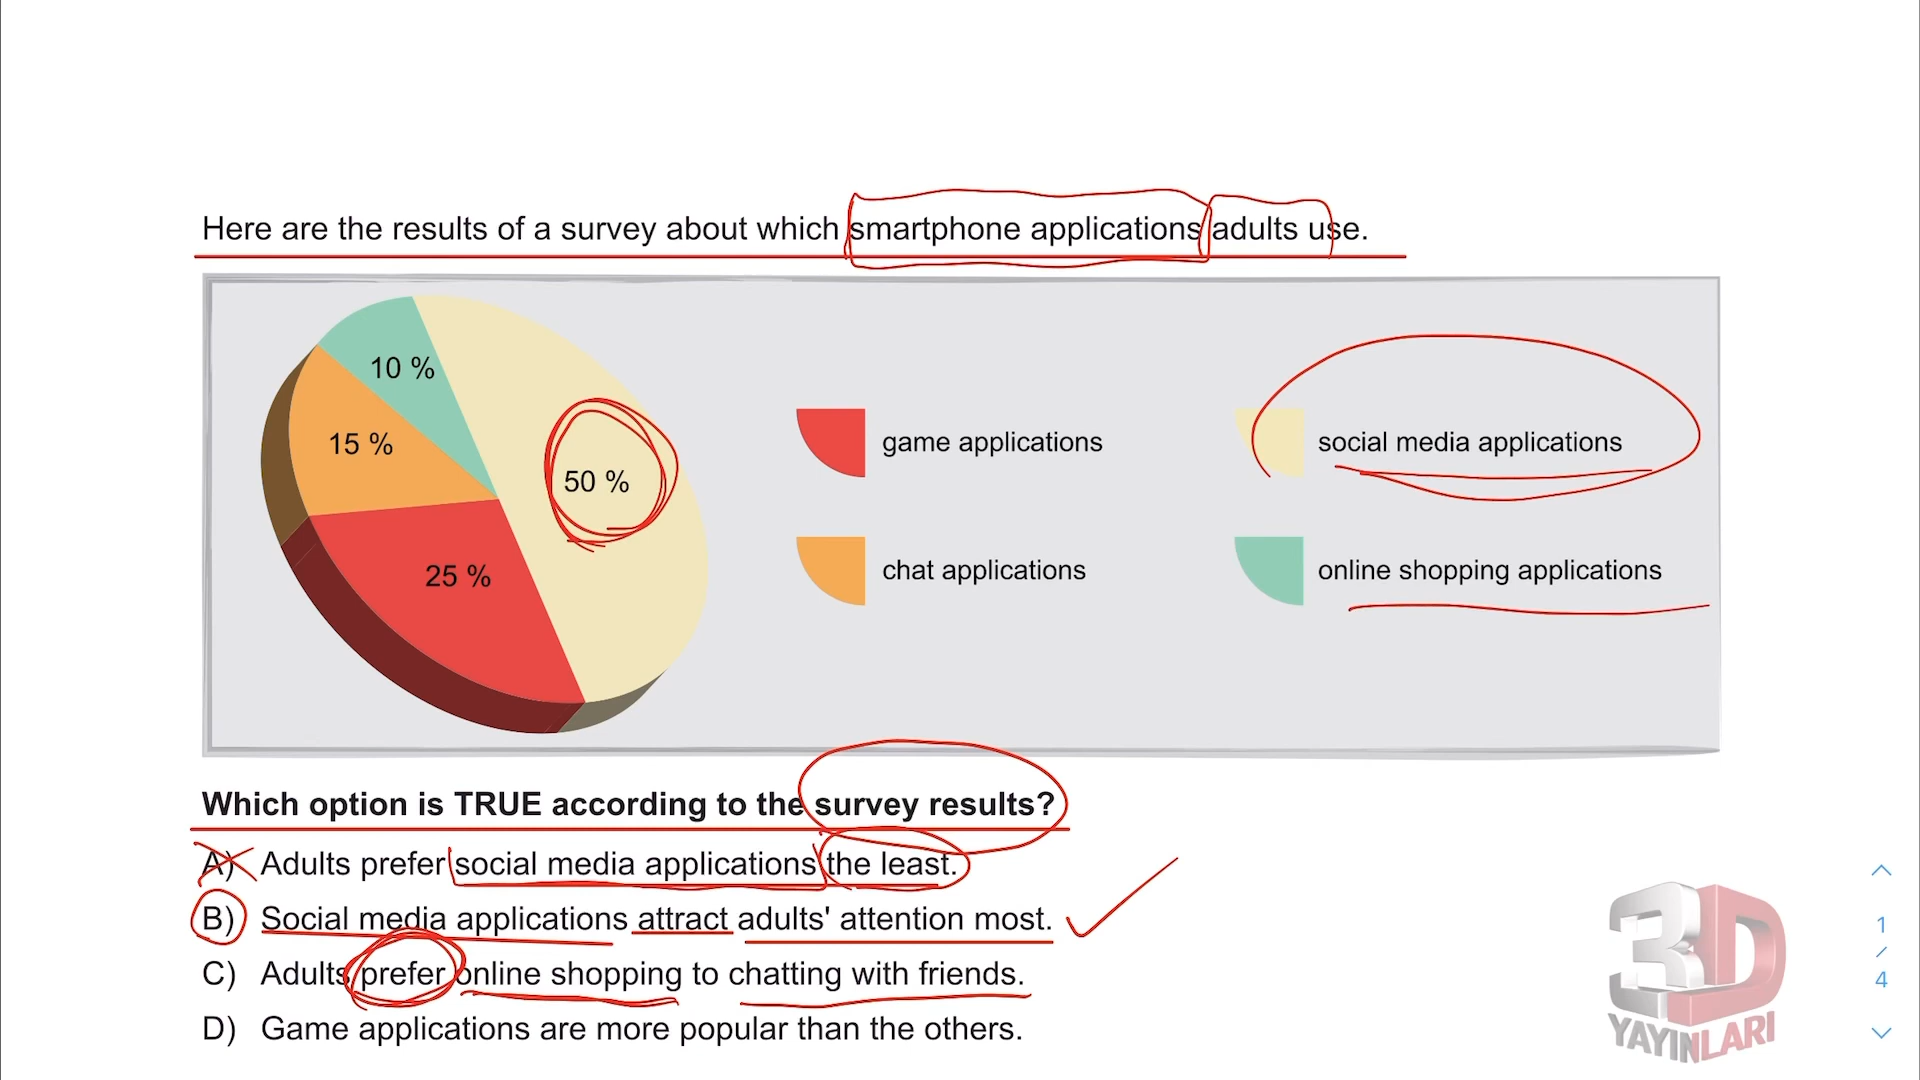 Here are the results of a survey about which smartphone applications adults use.
10 %
15 %
50 %
25 %
game applications
social media applications
chat applications
online shopping applications
Which option is TRUE according to the survey results?
A) Adults prefer social media applications the least.
B) Social media applications attract adults' attention most.
C) Adults prefer online shopping to chatting with friends.
D) Game applications are more popular than the others.
3D
YAYINLARI
1
/
4